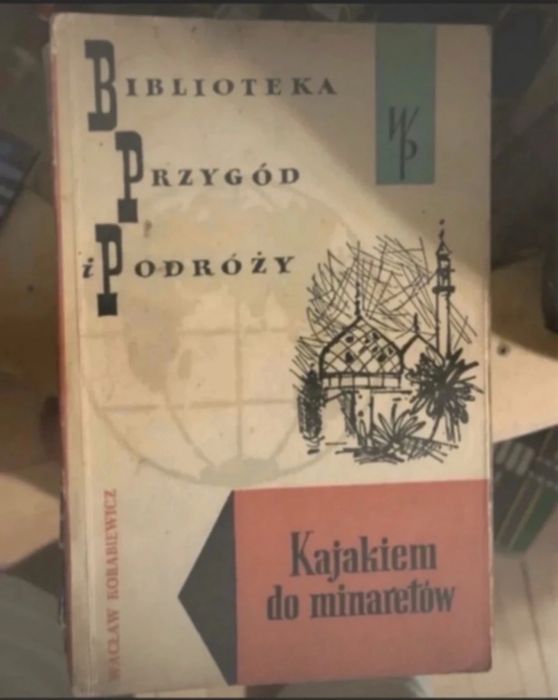 BIBLIOTEKA
PRZYGÓD
i PODRÓŻY
WP
WACŁAW KORABIEWICZ
Kajakiem
do minaretów